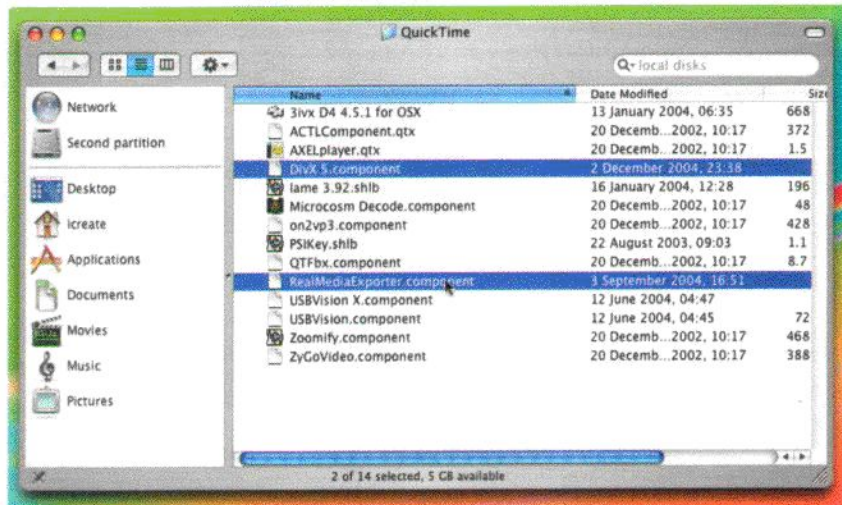 QuickTime
local disks
Network
Second partition
Desktop
icreate
Applications
Documents
Movies
Music
Pictures
Name Date Modified Size
3ivx D4 4.5.1 for OSX 13 January 2004, 06:35 668
ACTLComponent.qtx 20 Decemb...2002, 10:17 372
AXELplayer.qtx 20 Decemb...2002, 10:17 1.5
DivX 5.component 2 December 2004, 23:38
lame 3.92.shlb 16 January 2004, 12:28 196
Microcosm Decode.component 20 Decemb...2002, 10:17 48
on2vp3.component 20 Decemb...2002, 10:17 428
PSiKey.shlb 22 August 2003, 09:03 1.1
QTFbx.component 20 Decemb...2002, 10:17 8.7
RealMediaExporter.component 3 September 2004, 16:51
USBVision X.component 12 June 2004, 04:47
USBVision.component 12 June 2004, 04:45 72
Zoomify.component 20 Decemb...2002, 10:17 468
ZyGoVideo.component 20 Decemb...2002, 10:17 388
2 of 14 selected, 5 GB available